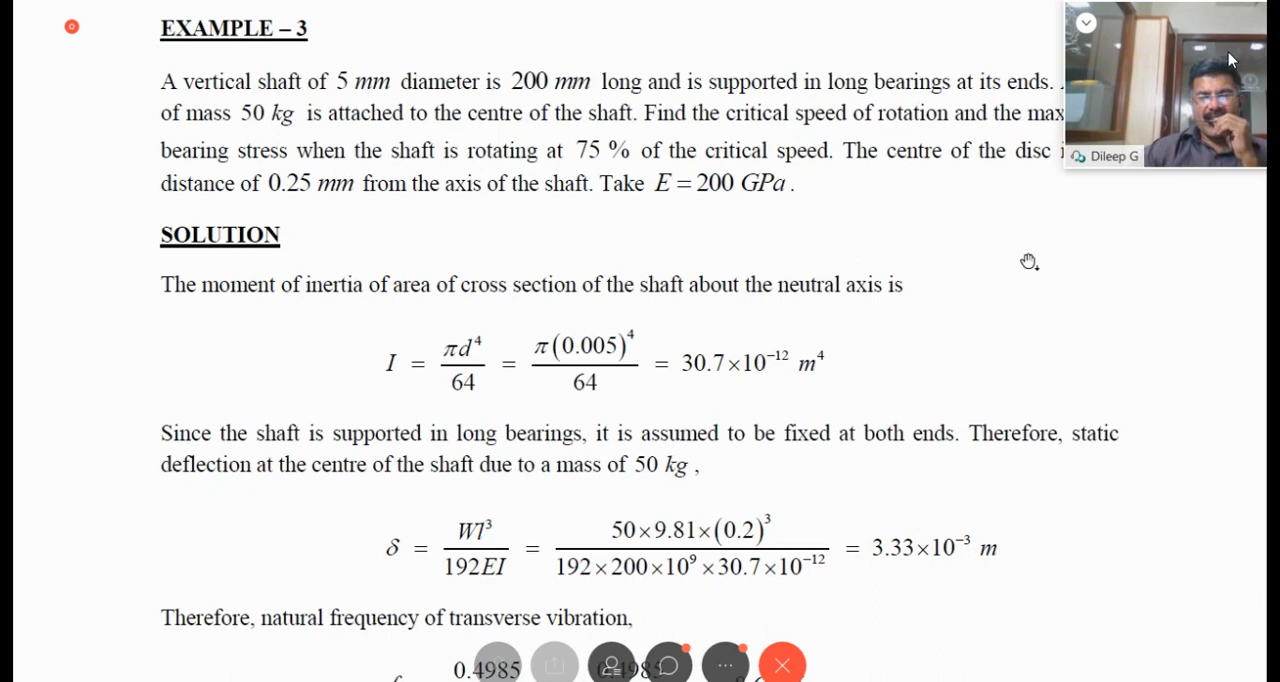 EXAMPLE – 3
A vertical shaft of 5 mm diameter is 200 mm long and is supported in long bearings at its ends.
of mass 50 kg is attached to the centre of the shaft. Find the critical speed of rotation and the max
bearing stress when the shaft is rotating at 75 % of the critical speed. The centre of the disc
distance of 0.25 mm from the axis of the shaft. Take E = 200 GPa.
Dileep G
SOLUTION
The moment of inertia of area of cross section of the shaft about the neutral axis is
I = πd⁴/64 = π(0.005)⁴/64 = 30.7×10⁻¹² m⁴
Since the shaft is supported in long bearings, it is assumed to be fixed at both ends. Therefore, static
deflection at the centre of the shaft due to a mass of 50 kg ,
δ = Wl³/192EI = 50×9.81×(0.2)³/192×200×10⁹×30.7×10⁻¹² = 3.33×10⁻³ m
Therefore, natural frequency of transverse vibration,
0.4985